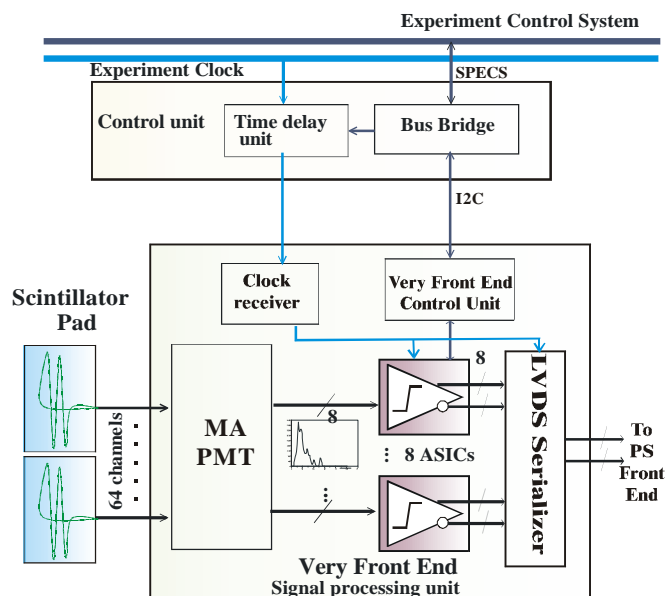 Experiment Control System
Experiment Clock
SPECS
Control unit
Time delay
unit
Bus Bridge
I2C
Scintillator
Pad
Clock
receiver
Very Front End
Control Unit
8
64 channels
MA
PMT
8
8 ASICs
LVDS Serializer
To
PS
Front
End
Very Front End
Signal processing unit